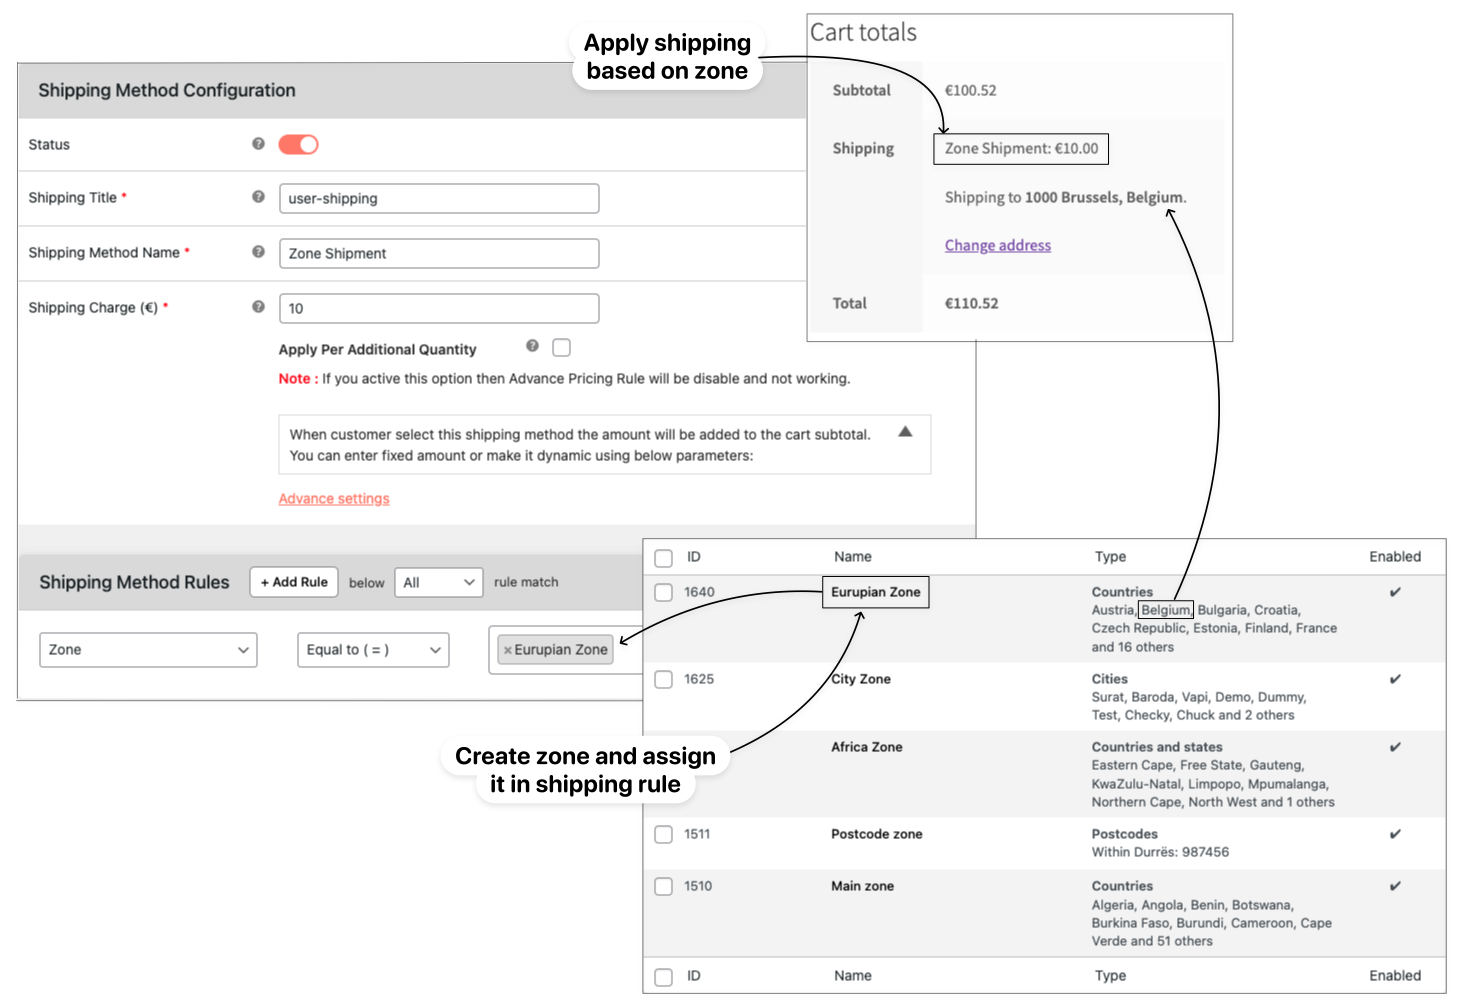 Apply shipping
based on zone
Shipping Method Configuration
Status
Shipping Title *
user-shipping
Shipping Method Name *
Zone Shipment
Shipping Charge (€) *
10
Apply Per Additional Quantity
Note : If you active this option then Advance Pricing Rule will be disable and not working.
When customer select this shipping method the amount will be added to the cart subtotal.
You can enter fixed amount or make it dynamic using below parameters:
Advance settings
Shipping Method Rules
+ Add Rule
below
All
rule match
Zone
Equal to ( = )
×Eurupian Zone
Cart totals
Subtotal
€100.52
Shipping
Zone Shipment: €10.00
Shipping to 1000 Brussels, Belgium.
Change address
Total
€110.52
Create zone and assign
it in shipping rule
ID Name Type Enabled
1640 Eurupian Zone Countries ✔
Austria, Belgium, Bulgaria, Croatia,
Czech Republic, Estonia, Finland, France
and 16 others
1625 City Zone Cities ✔
Surat, Baroda, Vapi, Demo, Dummy,
Test, Checky, Chuck and 2 others
Africa Zone Countries and states ✔
Eastern Cape, Free State, Gauteng,
KwaZulu-Natal, Limpopo, Mpumalanga,
Northern Cape, North West and 1 others
1511 Postcode zone Postcodes ✔
Within Durrës: 987456
1510 Main zone Countries ✔
Algeria, Angola, Benin, Botswana,
Burkina Faso, Burundi, Cameroon, Cape
Verde and 51 others
ID Name Type Enabled